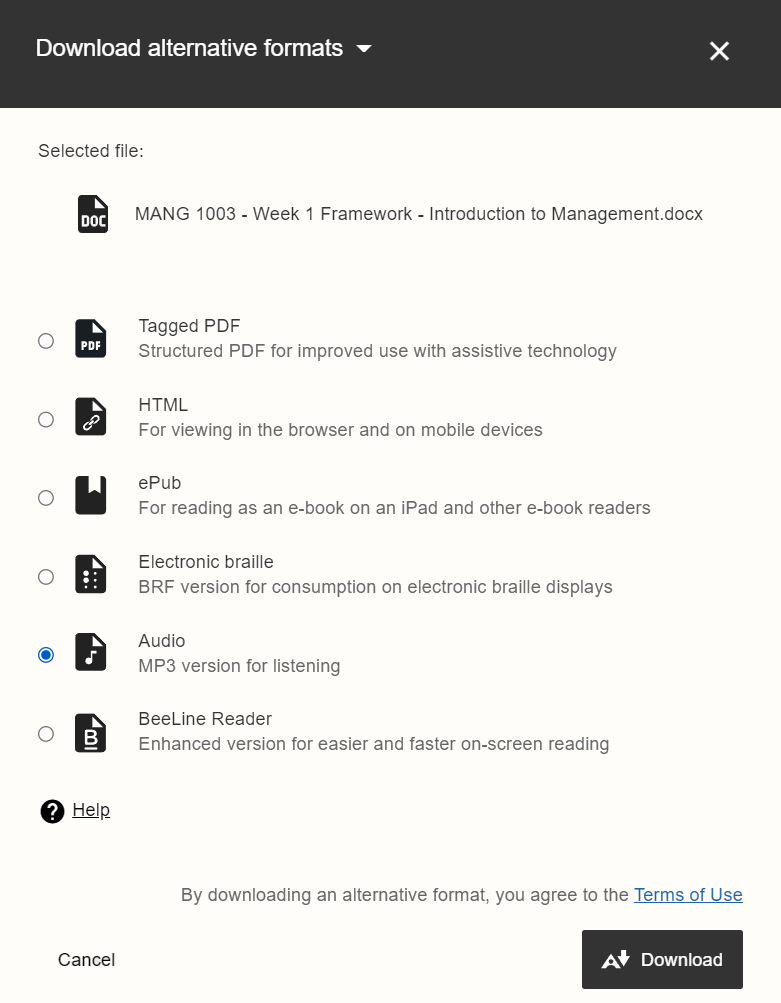 Download alternative formats
Selected file:
DOC
MANG 1003 - Week 1 Framework - Introduction to Management.docx
PDF
Tagged PDF
Structured PDF for improved use with assistive technology
HTML
For viewing in the browser and on mobile devices
ePub
For reading as an e-book on an iPad and other e-book readers
Electronic braille
BRF version for consumption on electronic braille displays
Audio
MP3 version for listening
B
BeeLine Reader
Enhanced version for easier and faster on-screen reading
? Help
By downloading an alternative format, you agree to the Terms of Use
Cancel
A Download